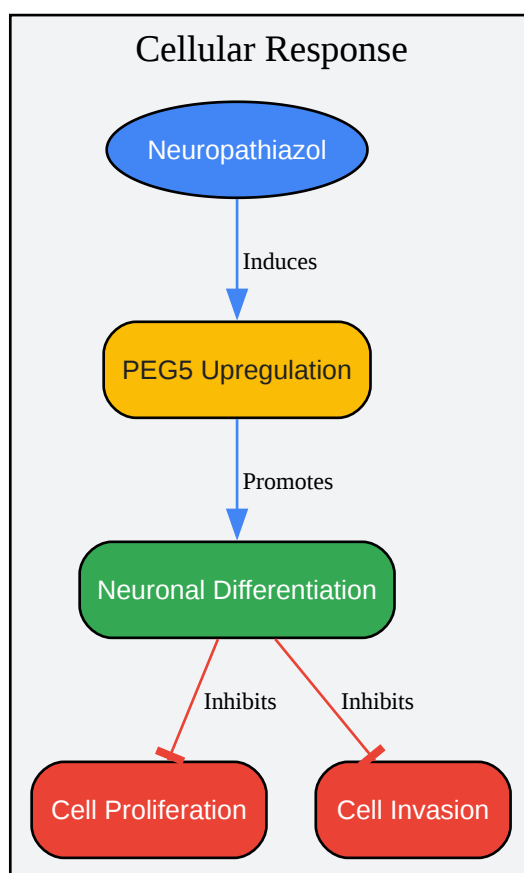 Cellular Response
Neuropathiazol
Induces
PEG5 Upregulation
Promotes
Neuronal Differentiation
Inhibits
Inhibits
Cell Proliferation
Cell Invasion